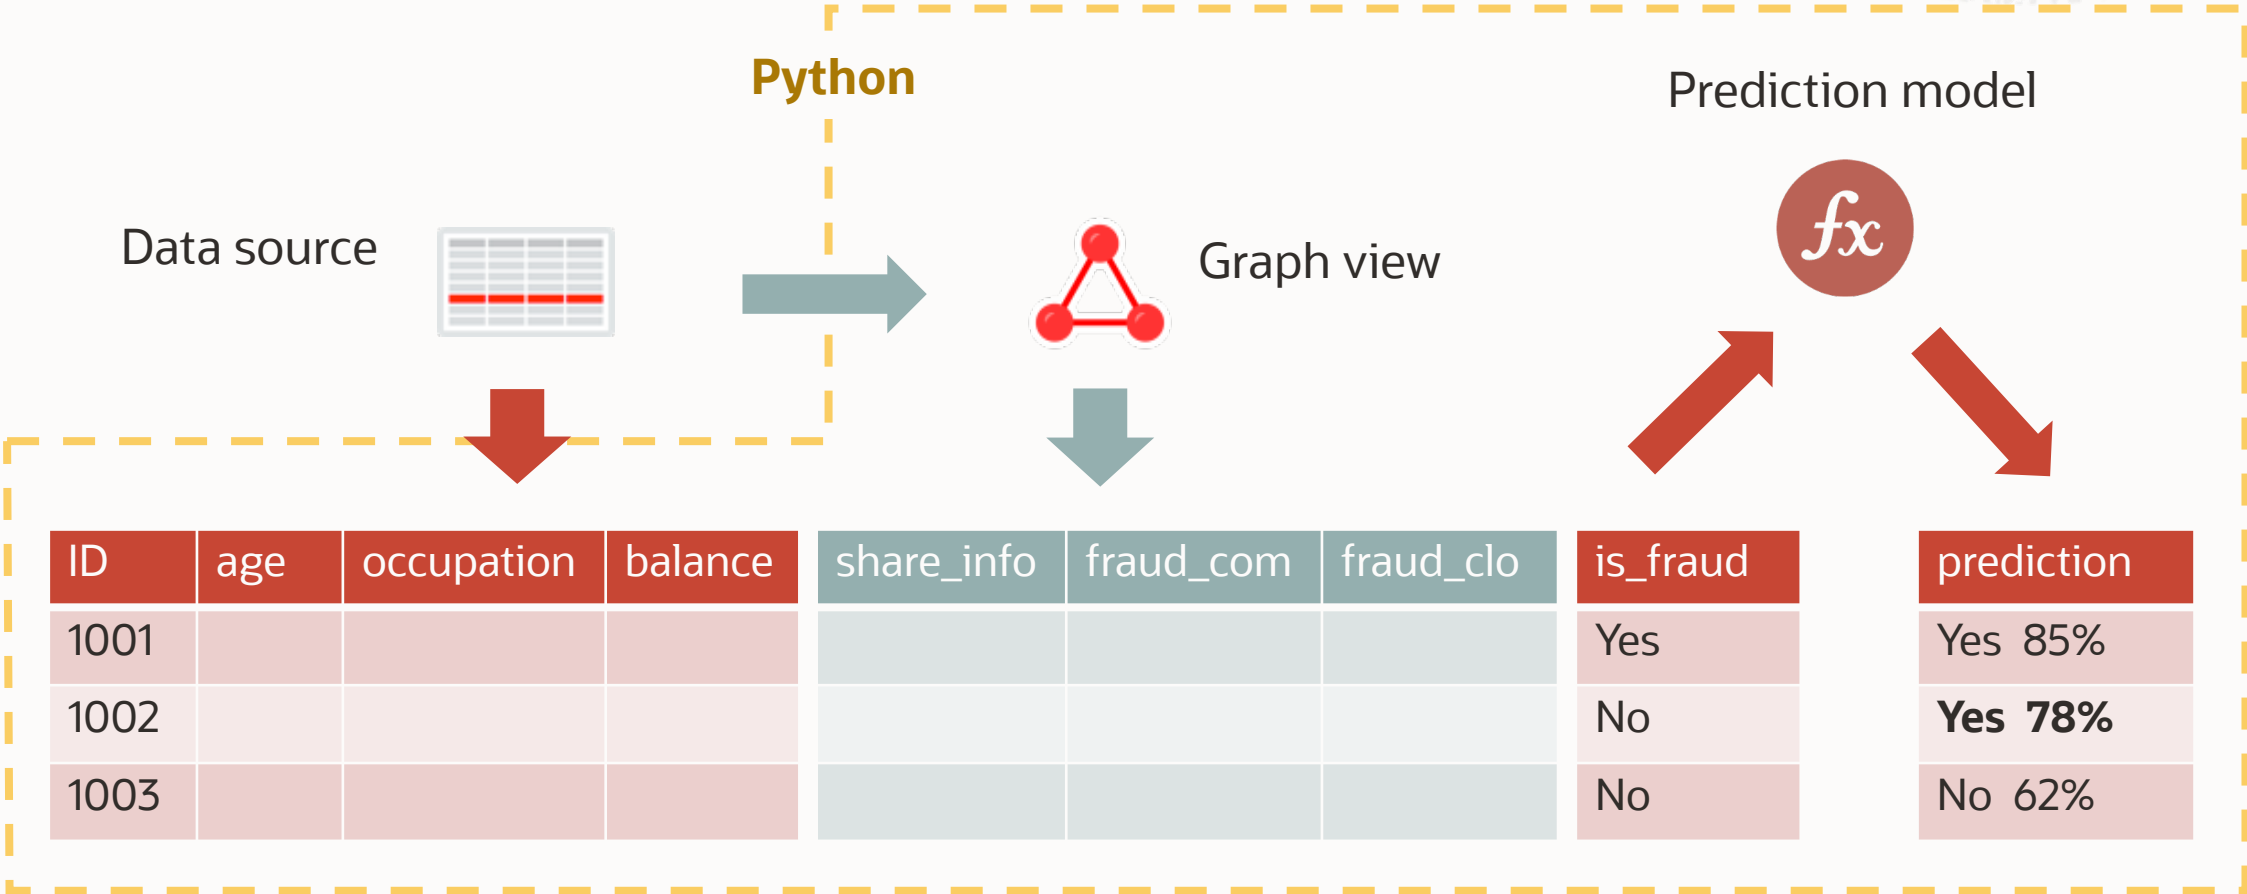 Python
Prediction model
Data source
Graph view
fx
ID age occupation balance share_info fraud_com fraud_clo is_fraud prediction
1001 Yes Yes 85%
1002 No Yes 78%
1003 No No 62%